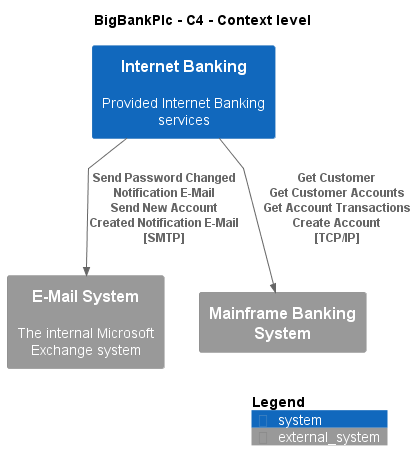 BigBankPlc - C4 - Context level
Internet Banking
Provided Internet Banking
services
Send Password Changed
Notification E-Mail
Send New Account
Created Notification E-Mail
[SMTP]
Get Customer
Get Customer Accounts
Get Account Transactions
Create Account
[TCP/IP]
E-Mail System
The internal Microsoft
Exchange system
Mainframe Banking
System
Legend
system
external_system